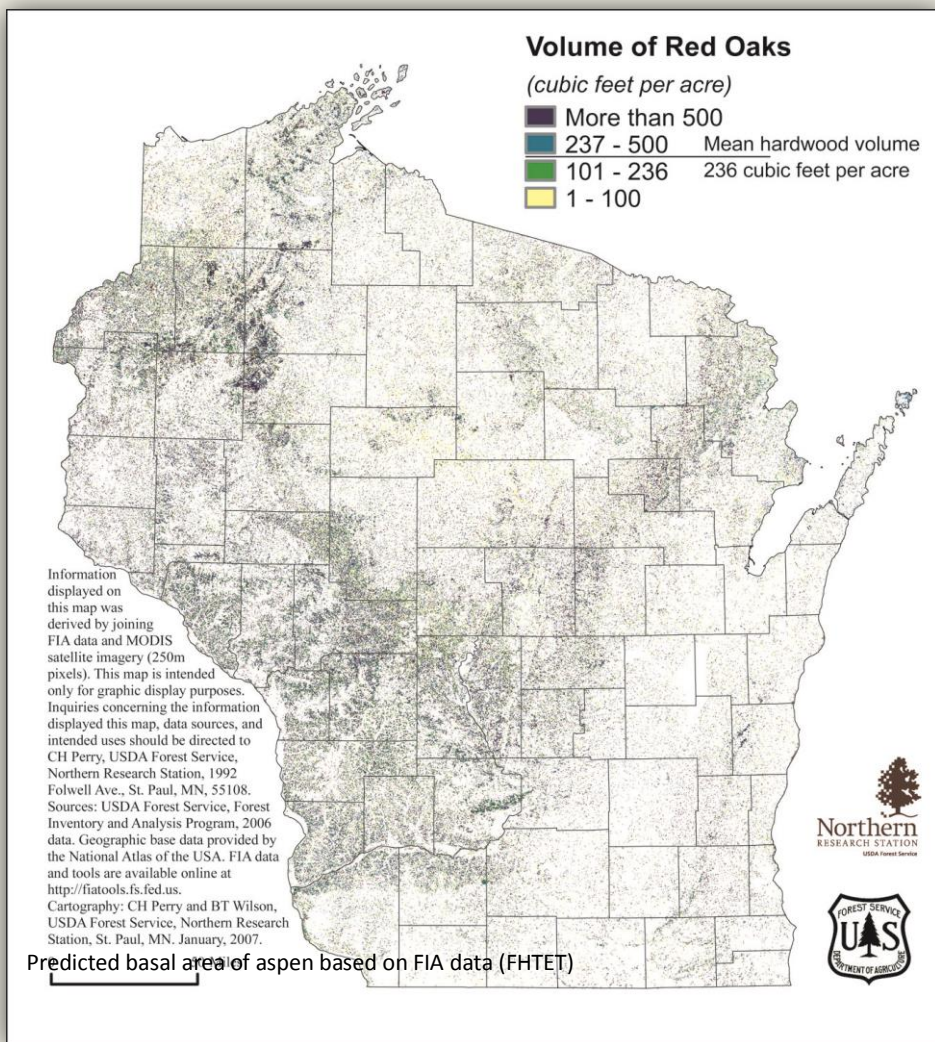 Volume of Red Oaks
(cubic feet per acre)
More than 500
237 - 500 Mean hardwood volume
101 - 236 236 cubic feet per acre
1 - 100
Information
displayed on
this map was
derived by joining
FIA data and MODIS
satellite imagery (250m
pixels). This map is intended
only for graphic display purposes.
Inquiries concerning the information
displayed this map, data sources, and
intended uses should be directed to
CH Perry, USDA Forest Service,
Northern Research Station, 1992
Folwell Ave., St. Paul, MN, 55108.
Sources: USDA Forest Service, Forest
Inventory and Analysis Program, 2006
data. Geographic base data provided by
the National Atlas of the USA. FIA data
and tools are available online at
http://fiatools.fs.fed.us.
Cartography: CH Perry and BT Wilson,
USDA Forest Service, Northern Research
Station, St. Paul, MN. January, 2007.
Predicted basal area of aspen based on FIA data (FHTET)
Northern
RESEARCH STATION
USDA Forest Service
FOREST SERVICE
U S
DEPARTMENT OF AGRICULTURE